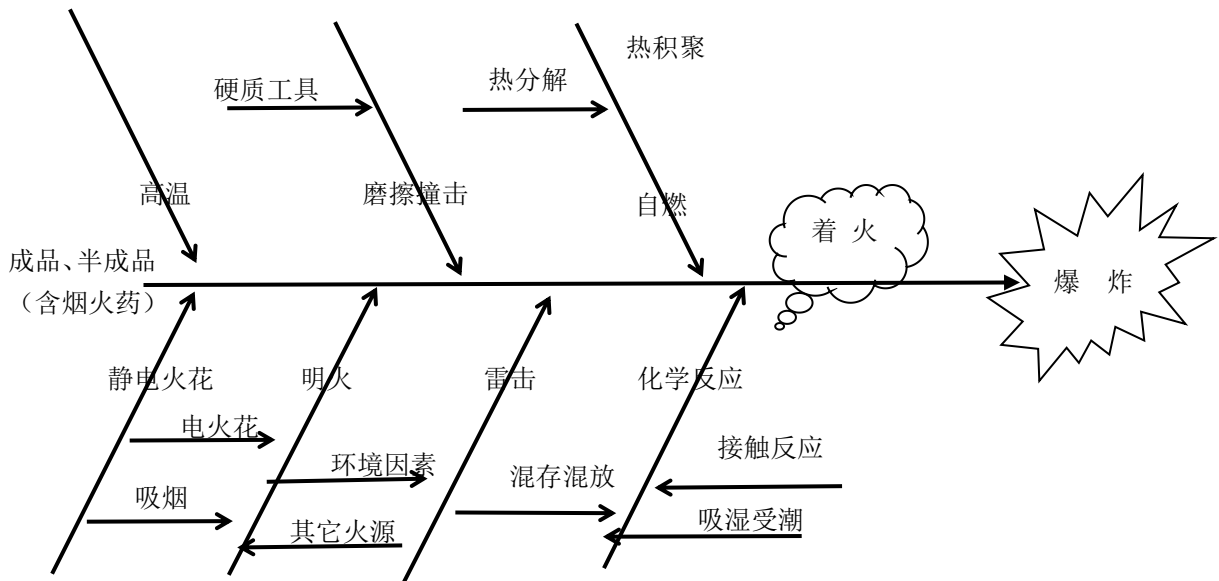 热积聚
热分解
硬质工具
高温
磨擦撞击
自燃
着 火
成品、半成品
（含烟火药）
爆 炸
静电火花
明火
雷击
化学反应
电火花
接触反应
环境因素
混存混放
吸烟
吸湿受潮
其它火源